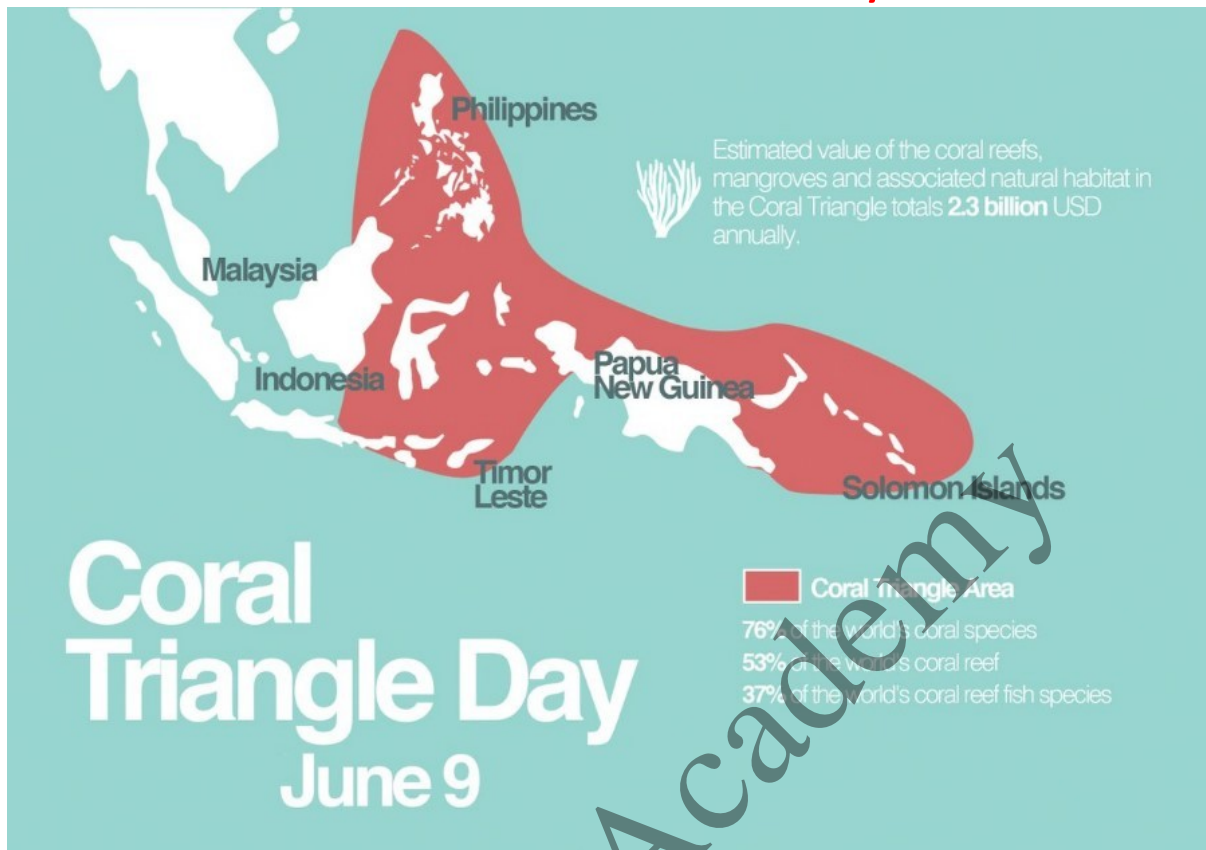 Philippines
Estimated value of the coral reefs,
mangroves and associated natural habitat in
the Coral Triangle totals 2.3 billion USD
annually.
Malaysia
Indonesia
Papua
New Guinea
Timor
Leste
Solomon Islands
Coral
Triangle Day
June 9
Coral Triangle Area
76% of the world's coral species
53% of the world's coral reef
37% of the world's coral reef fish species
Academy